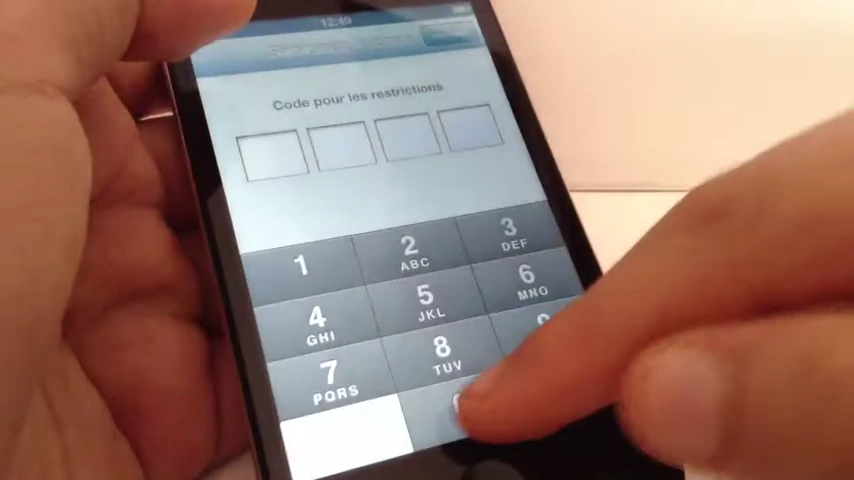 12:40
Code pour les restrictions
1
2
ABC
3
DEF
4
GHI
5
JKL
6
MNO
7
PQRS
8
TUV